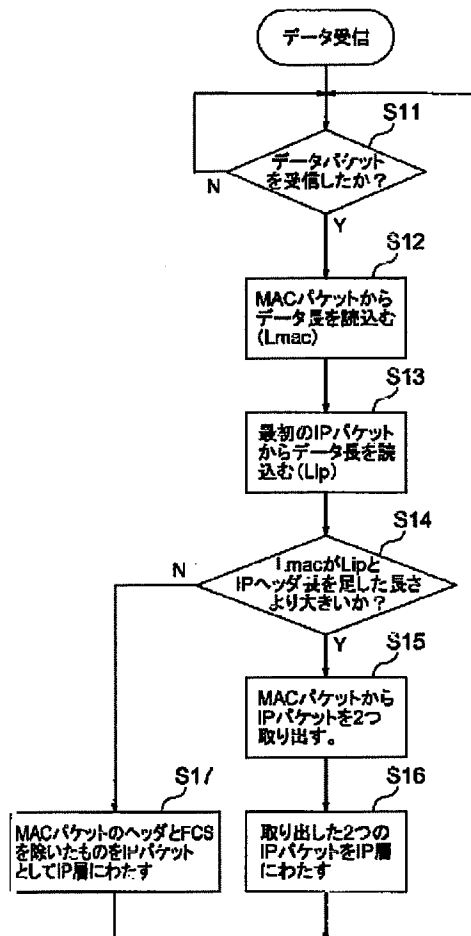 データ受信
S11
データパケット
を受信したか？
N
Y
S12
MACパケットから
データ長を読込む
(Lmac)
S13
最初のIPパケット
からデータ長を読
込む(Lip)
S14
LmacがLipと
IPヘッダ長を足した長さ
より大きいか？
N
Y
S15
MACパケットから
IPパケットを2つ
取り出す。
S17
MACパケットのヘッダとFCS
を除いたものをIPパケット
としてIP層にわたす
S16
取り出した2つの
IPパケットをIP層
にわたす